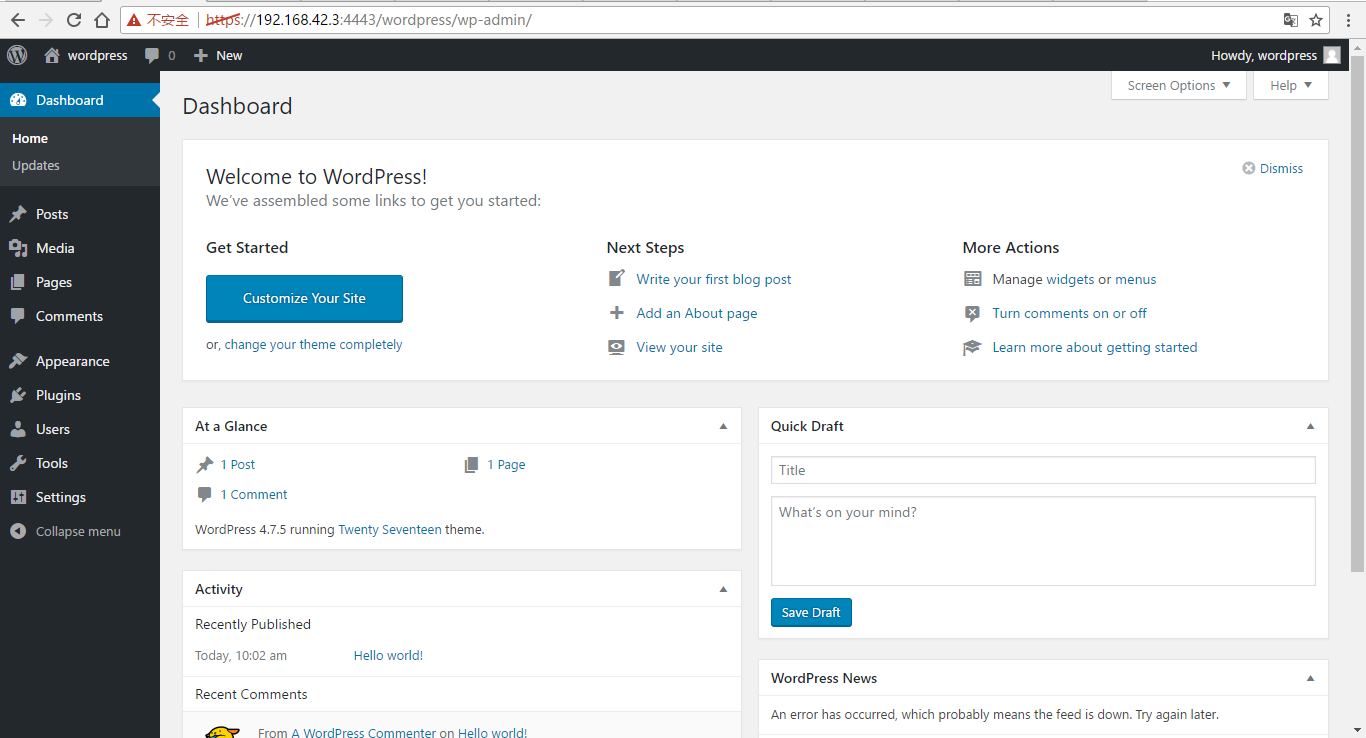 不安全 https://192.168.42.3:4443/wordpress/wp-admin/
wordpress 0 New Howdy, wordpress
Dashboard
Home
Updates
Posts
Media
Pages
Comments
Appearance
Plugins
Users
Tools
Settings
Collapse menu
Screen Options Help
Dashboard
Welcome to WordPress!
Dismiss
We've assembled some links to get you started:
Get Started
Customize Your Site
or, change your theme completely
Next Steps
Write your first blog post
Add an About page
View your site
More Actions
Manage widgets or menus
Turn comments on or off
Learn more about getting started
At a Glance
1 Post 1 Page
1 Comment
WordPress 4.7.5 running Twenty Seventeen theme.
Activity
Recently Published
Today, 10:02 am Hello world!
Recent Comments
From A WordPress Commenter on Hello world!
Quick Draft
Title
What's on your mind?
Save Draft
WordPress News
An error has occurred, which probably means the feed is down. Try again later.